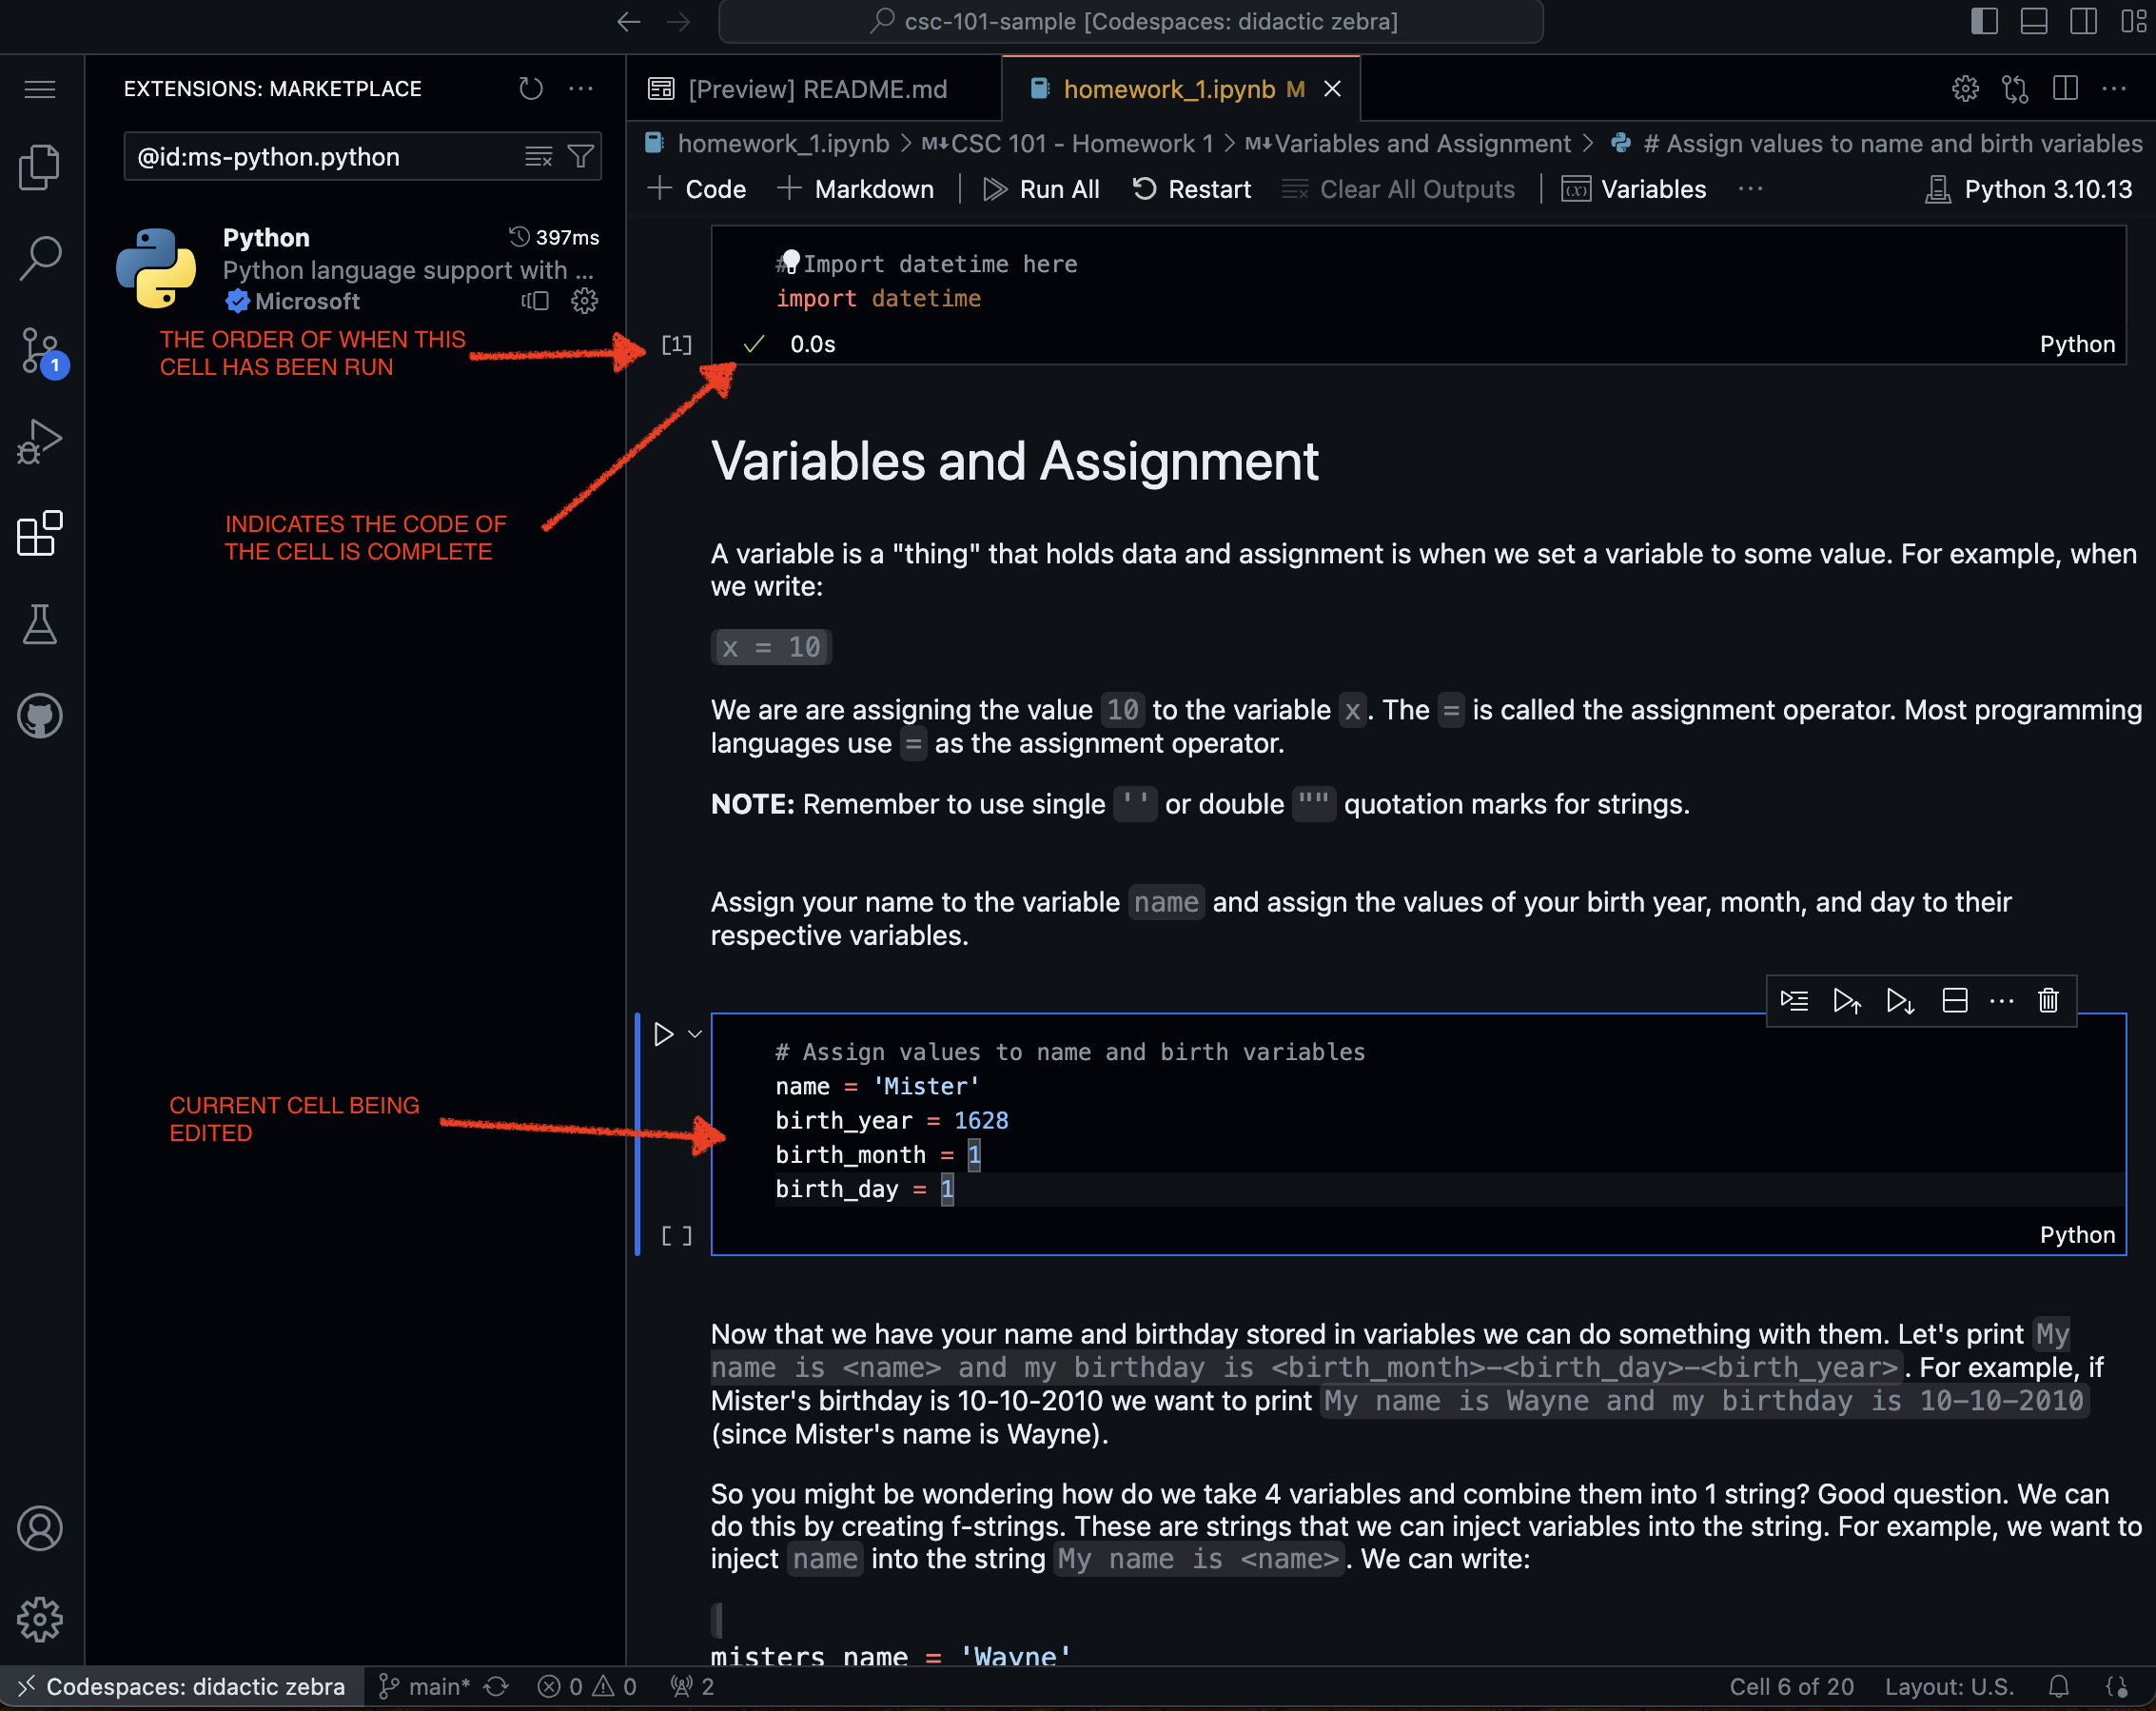 csc-101-sample [Codespaces: didactic zebra]
EXTENSIONS: MARKETPLACE
@id:ms-python.python
Python
397ms
Python language support with ...
Microsoft
1
THE ORDER OF WHEN THIS
CELL HAS BEEN RUN
INDICATES THE CODE OF
THE CELL IS COMPLETE
CURRENT CELL BEING
EDITED
[Preview] README.md
homework_1.ipynb M
homework_1.ipynb > M↓CSC 101 - Homework 1 > M↓Variables and Assignment > # Assign values to name and birth variables
+ Code + Markdown | Run All Restart Clear All Outputs | (x) Variables ... Python 3.10.13
# Import datetime here
import datetime
[1] ✓ 0.0s Python
Variables and Assignment
A variable is a "thing" that holds data and assignment is when we set a variable to some value. For example, when
we write:
x = 10
We are are assigning the value 10 to the variable x. The = is called the assignment operator. Most programming
languages use = as the assignment operator.
NOTE: Remember to use single '' or double "" quotation marks for strings.
Assign your name to the variable name and assign the values of your birth year, month, and day to their
respective variables.
# Assign values to name and birth variables
name = 'Mister'
birth_year = 1628
birth_month = 1
birth_day = 1
[ ] Python
Now that we have your name and birthday stored in variables we can do something with them. Let's print My
name is <name> and my birthday is <birth_month>-<birth_day>-<birth_year>. For example, if
Mister's birthday is 10-10-2010 we want to print My name is Wayne and my birthday is 10-10-2010
(since Mister's name is Wayne).
So you might be wondering how do we take 4 variables and combine them into 1 string? Good question. We can
do this by creating f-strings. These are strings that we can inject variables into the string. For example, we want to
inject name into the string My name is <name>. We can write:
misters_name = 'Wayne'
Codespaces: didactic zebra main* 0 0 2 Cell 6 of 20 Layout: U.S.